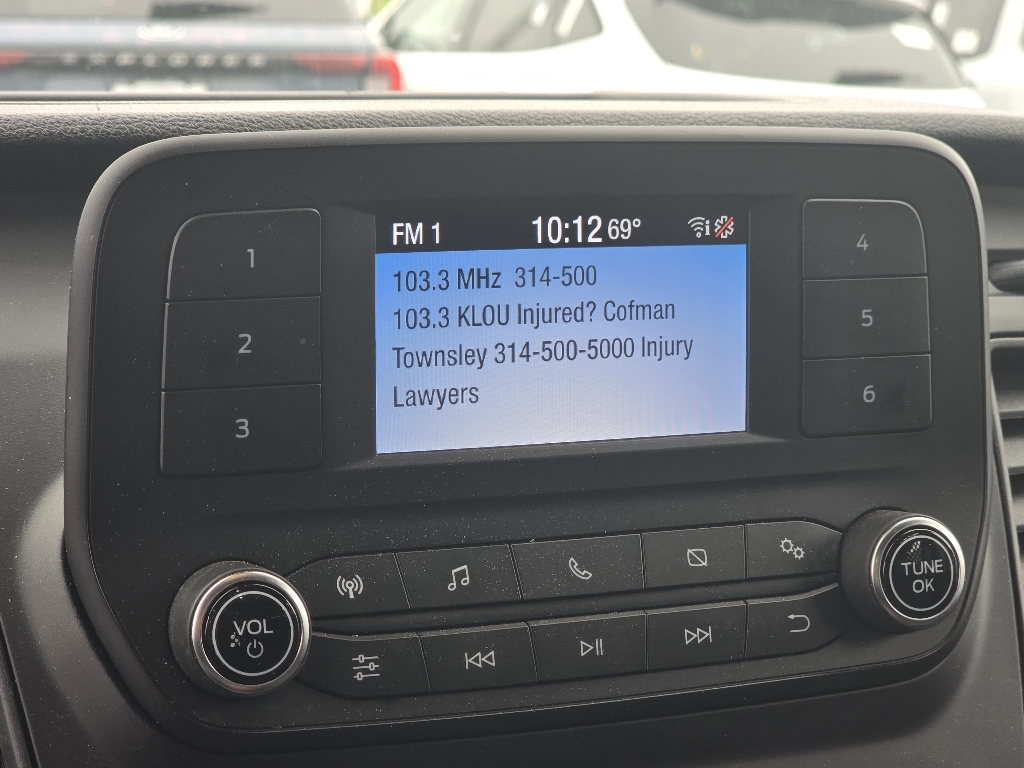 EXPLORER
FM 1 10:12 69°
103.3 MHz 314-500
103.3 KLOU Injured? Cofman
Townsley 314-500-5000 Injury
Lawyers
1
2
3
4
5
6
VOL
TUNE
OK